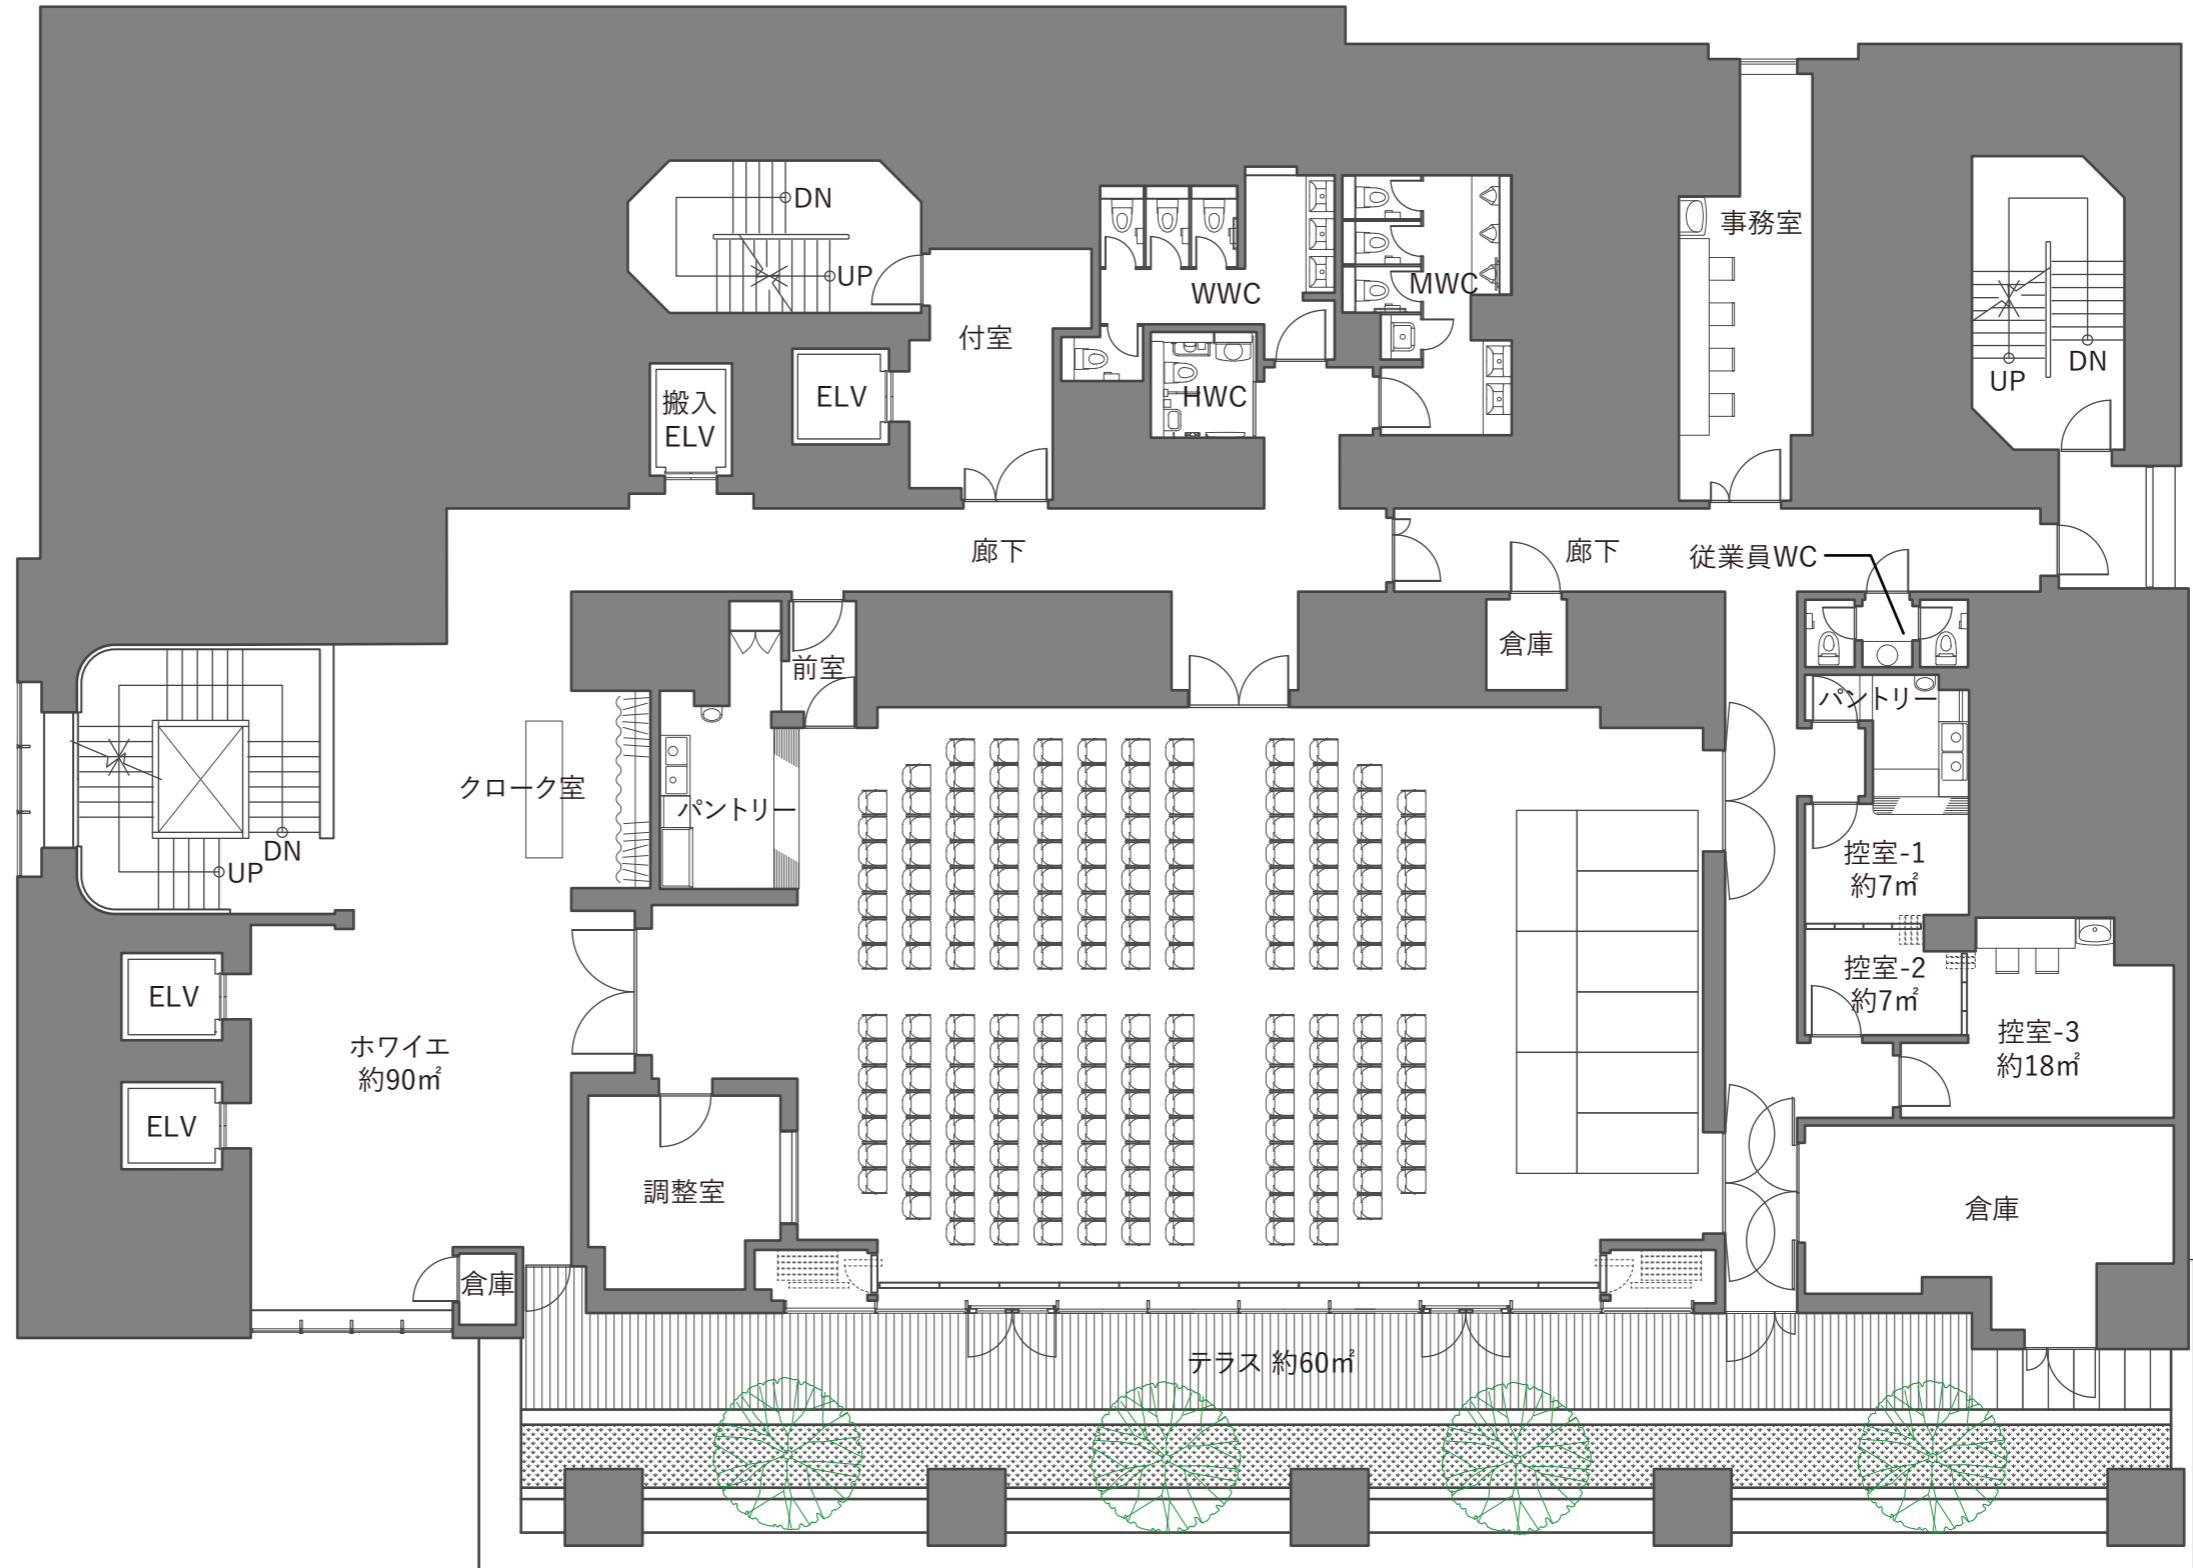 DN
UP
事務室
WWC
MWC
付室
DN
UP
搬入
ELV
ELV
HWC
廊下
廊下
従業員WC
倉庫
前室
パントリー
クローク室
パントリー
DN
UP
控室-1
約7㎡
控室-2
約7㎡
ELV
ホワイエ
約90㎡
控室-3
約18㎡
ELV
調整室
倉庫
倉庫
テラス 約60㎡